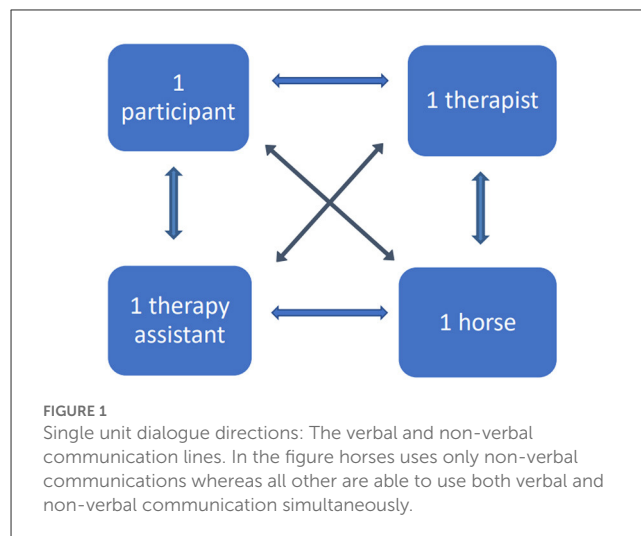 1
participant
1 therapist
1 therapy
assistant
1 horse
FIGURE 1
Single unit dialogue directions: The verbal and non-verbal
communication lines. In the figure horses uses only non-verbal
communications whereas all other are able to use both verbal and
non-verbal communication simultaneously.